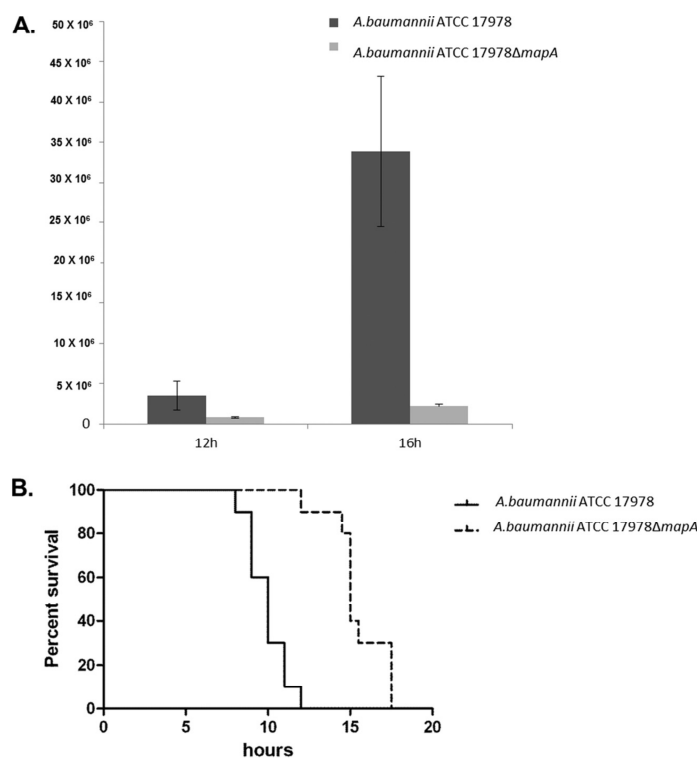 A.
A.baumannii ATCC 17978
A.baumannii ATCC 17978ΔmapA
50 X 10⁶
45 X 10⁶
40 X 10⁶
35 X 10⁶
30 X 10⁶
25 X 10⁶
20 X 10⁶
15 X 10⁶
10 X 10⁶
5 X 10⁶
0
12h
16h
B.
A.baumannii ATCC 17978
A.baumannii ATCC 17978ΔmapA
Percent survival
100
80
60
40
20
0
0 5 10 15 20
hours